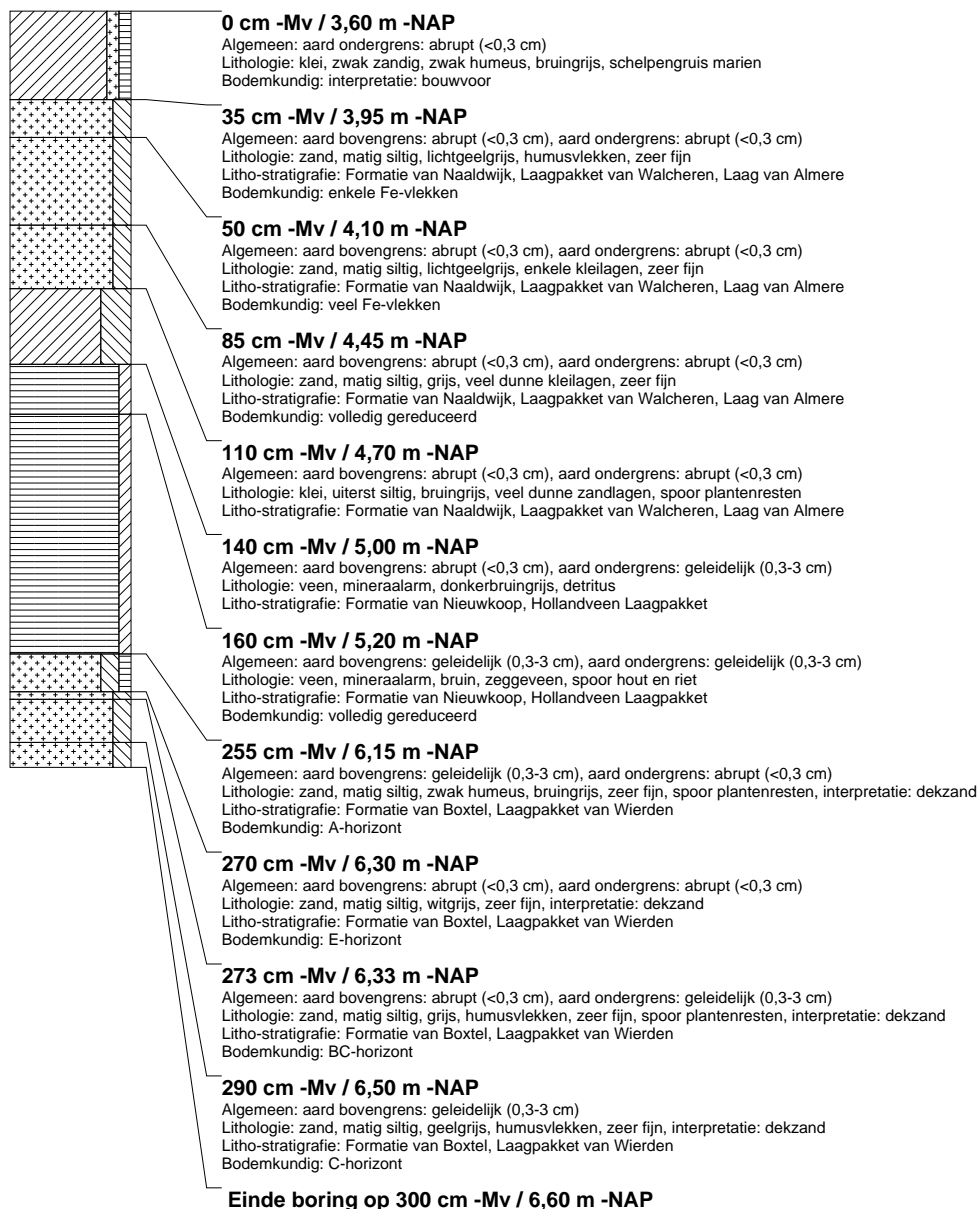 0 cm -Mv / 3,60 m -NAP
Algemeen: aard ondergrens: abrupt (<0,3 cm)
Lithologie: klei, zwak zandig, zwak humeus, bruingrijs, schelpengruis marien
Bodemkundig: interpretatie: bouwvoor
35 cm -Mv / 3,95 m -NAP
Algemeen: aard bovengrens: abrupt (<0,3 cm), aard ondergrens: abrupt (<0,3 cm)
Lithologie: zand, matig siltig, lichtgeelgrijs, humusvlekken, zeer fijn
Litho-stratigrafie: Formatie van Naaldwijk, Laagpakket van Walcheren, Laag van Almere
Bodemkundig: enkele Fe-vlekken
50 cm -Mv / 4,10 m -NAP
Algemeen: aard bovengrens: abrupt (<0,3 cm), aard ondergrens: abrupt (<0,3 cm)
Lithologie: zand, matig siltig, lichtgeelgrijs, enkele kleilagen, zeer fijn
Litho-stratigrafie: Formatie van Naaldwijk, Laagpakket van Walcheren, Laag van Almere
Bodemkundig: veel Fe-vlekken
85 cm -Mv / 4,45 m -NAP
Algemeen: aard bovengrens: abrupt (<0,3 cm), aard ondergrens: abrupt (<0,3 cm)
Lithologie: zand, matig siltig, grijs, veel dunne kleilagen, zeer fijn
Litho-stratigrafie: Formatie van Naaldwijk, Laagpakket van Walcheren, Laag van Almere
Bodemkundig: volledig gereduceerd
110 cm -Mv / 4,70 m -NAP
Algemeen: aard bovengrens: abrupt (<0,3 cm), aard ondergrens: abrupt (<0,3 cm)
Lithologie: klei, uiterst siltig, bruingrijs, veel dunne zandlagen, spoor plantenresten
Litho-stratigrafie: Formatie van Naaldwijk, Laagpakket van Walcheren, Laag van Almere
140 cm -Mv / 5,00 m -NAP
Algemeen: aard bovengrens: abrupt (<0,3 cm), aard ondergrens: geleidelijk (0,3-3 cm)
Lithologie: veen, mineraalarm, donkerbruingrijs, detritus
Litho-stratigrafie: Formatie van Nieuwkoop, Hollandveen Laagpakket
160 cm -Mv / 5,20 m -NAP
Algemeen: aard bovengrens: geleidelijk (0,3-3 cm), aard ondergrens: geleidelijk (0,3-3 cm)
Lithologie: veen, mineraalarm, bruin, zeggeveen, spoor hout en riet
Litho-stratigrafie: Formatie van Nieuwkoop, Hollandveen Laagpakket
Bodemkundig: volledig gereduceerd
255 cm -Mv / 6,15 m -NAP
Algemeen: aard bovengrens: geleidelijk (0,3-3 cm), aard ondergrens: abrupt (<0,3 cm)
Lithologie: zand, matig siltig, zwak humeus, bruingrijs, zeer fijn, spoor plantenresten, interpretatie: dekzand
Litho-stratigrafie: Formatie van Boxtel, Laagpakket van Wierden
Bodemkundig: A-horizont
270 cm -Mv / 6,30 m -NAP
Algemeen: aard bovengrens: abrupt (<0,3 cm), aard ondergrens: abrupt (<0,3 cm)
Lithologie: zand, matig siltig, witgrijs, zeer fijn, interpretatie: dekzand
Litho-stratigrafie: Formatie van Boxtel, Laagpakket van Wierden
Bodemkundig: E-horizont
273 cm -Mv / 6,33 m -NAP
Algemeen: aard bovengrens: abrupt (<0,3 cm), aard ondergrens: geleidelijk (0,3-3 cm)
Lithologie: zand, matig siltig, grijs, humusvlekken, zeer fijn, spoor plantenresten, interpretatie: dekzand
Litho-stratigrafie: Formatie van Boxtel, Laagpakket van Wierden
Bodemkundig: BC-horizont
290 cm -Mv / 6,50 m -NAP
Algemeen: aard bovengrens: geleidelijk (0,3-3 cm)
Lithologie: zand, matig siltig, geelgrijs, humusvlekken, zeer fijn, interpretatie: dekzand
Litho-stratigrafie: Formatie van Boxtel, Laagpakket van Wierden
Bodemkundig: C-horizont
Einde boring op 300 cm -Mv / 6,60 m -NAP